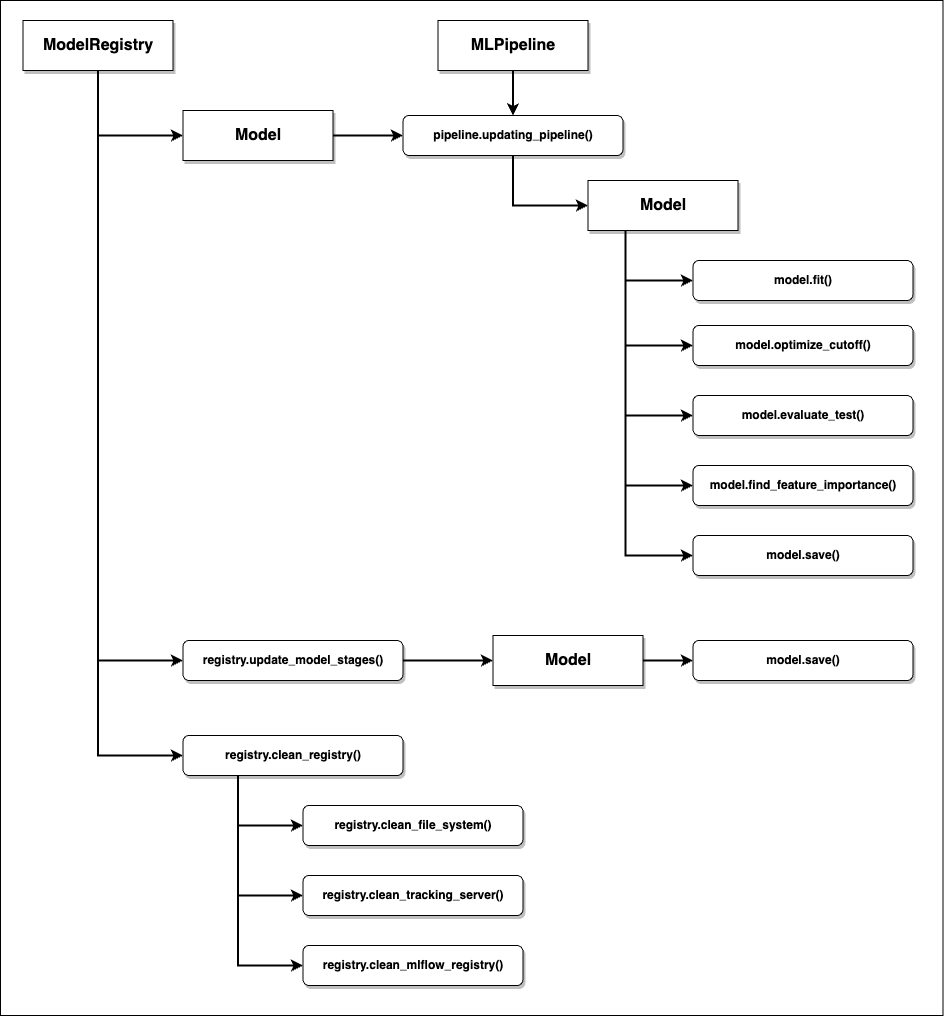 ModelRegistry
MLPipeline
Model
pipeline.updating_pipeline()
Model
model.fit()
model.optimize_cutoff()
model.evaluate_test()
model.find_feature_importance()
model.save()
registry.update_model_stages()
Model
model.save()
registry.clean_registry()
registry.clean_file_system()
registry.clean_tracking_server()
registry.clean_mlflow_registry()